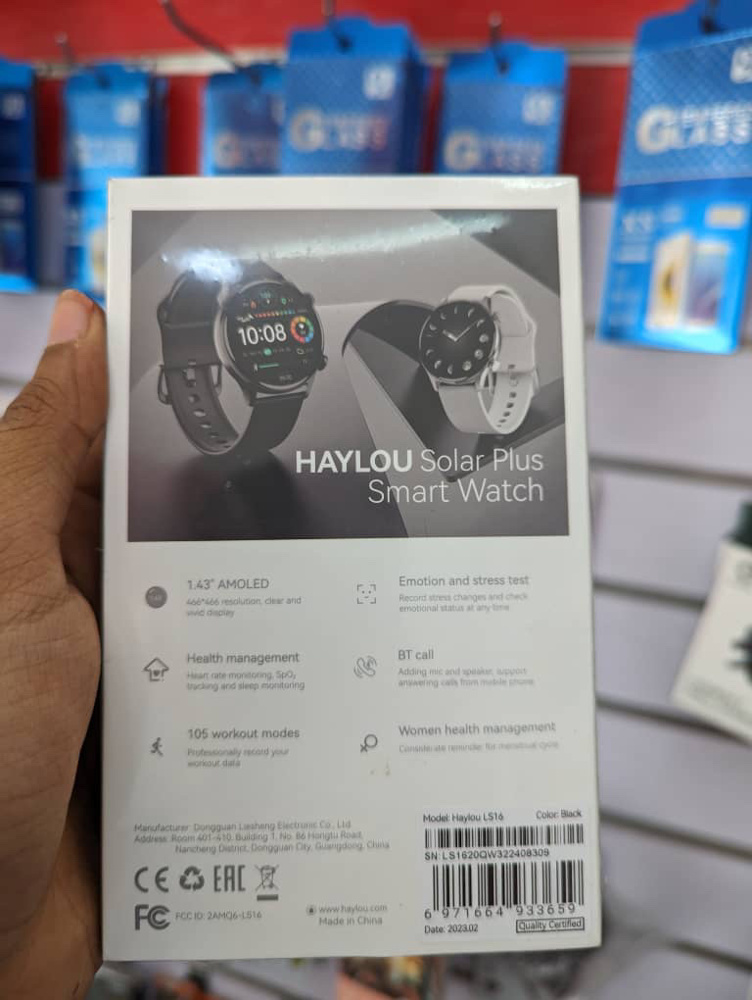 GLASS
GLASS
GLASS
10:08
HAYLOU Solar Plus
Smart Watch
1.43" AMOLED
466*466 resolution, clear and
vivid display
Emotion and stress test
Record stress changes and check
emotional status at any time
Health management
Heart rate monitoring, SpO₂
tracking and sleep monitoring
BT call
Adding mic and speaker, support
answering calls from mobile phone
105 workout modes
Professionally record your
workout data
Women health management
Considerate reminder for menstrual cycle
Manufacturer: Dongguan Liesheng Electronic Co., Ltd
Address: Room 401-410, Building 1, No. 86 Hongtu Road,
Nancheng District, Dongguan City, Guangdong, China
CE EAC
FC FCC ID: 2AMQ6-LS16
www.haylou.com
Made in China
Model: Haylou LS16 Color: Black
SN: LS1620QW322408309
6 971664 933659
Date: 2023.02 Quality Certified